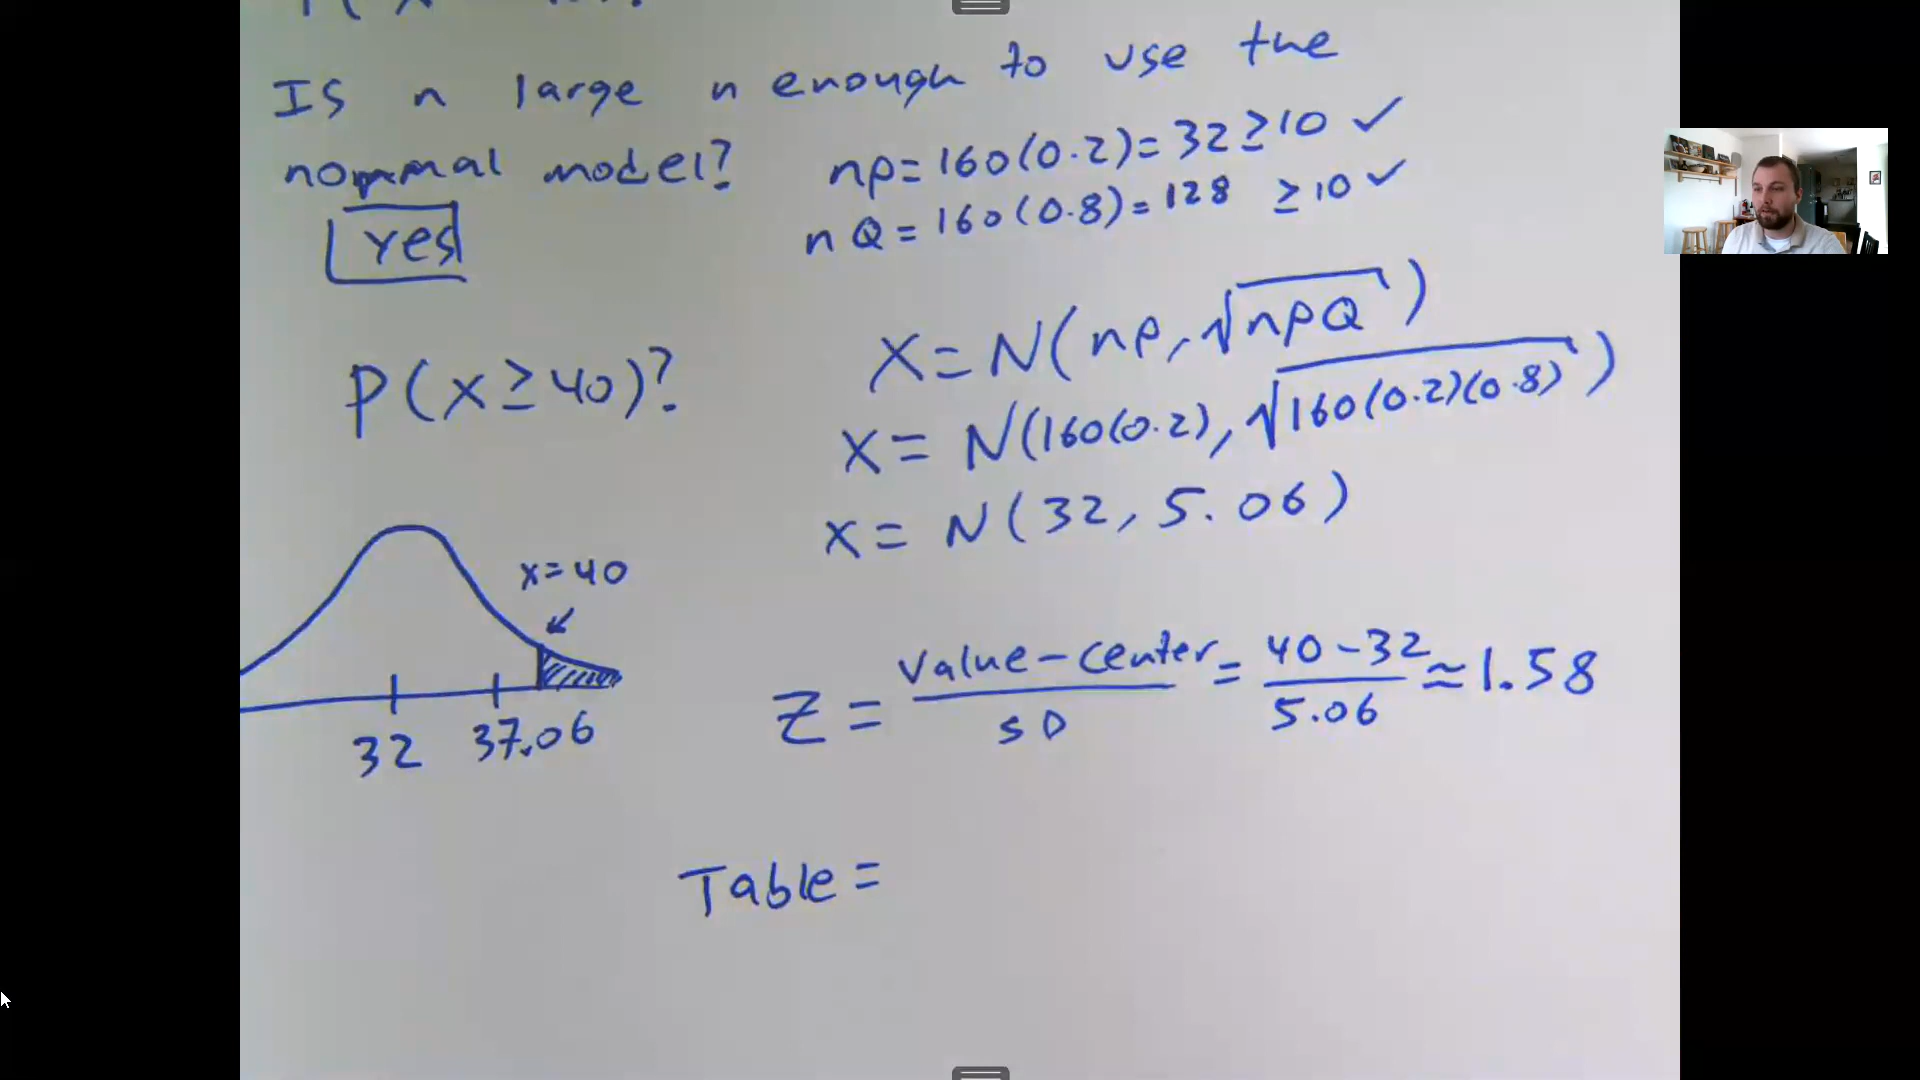 Is n large n enough to use the
normal model?
np = 160(0.2) = 32 ≥ 10 ✓
nQ = 160(0.8) = 128 ≥ 10 ✓
yes
P(x ≥ 40)?
X = N(np, √npQ)
X = N(160(0.2), √160(0.2)(0.8))
X = N(32, 5.06)
x = 40
32 37.06
Z = value - center / SD = 40 - 32 / 5.06 ≈ 1.58
Table =